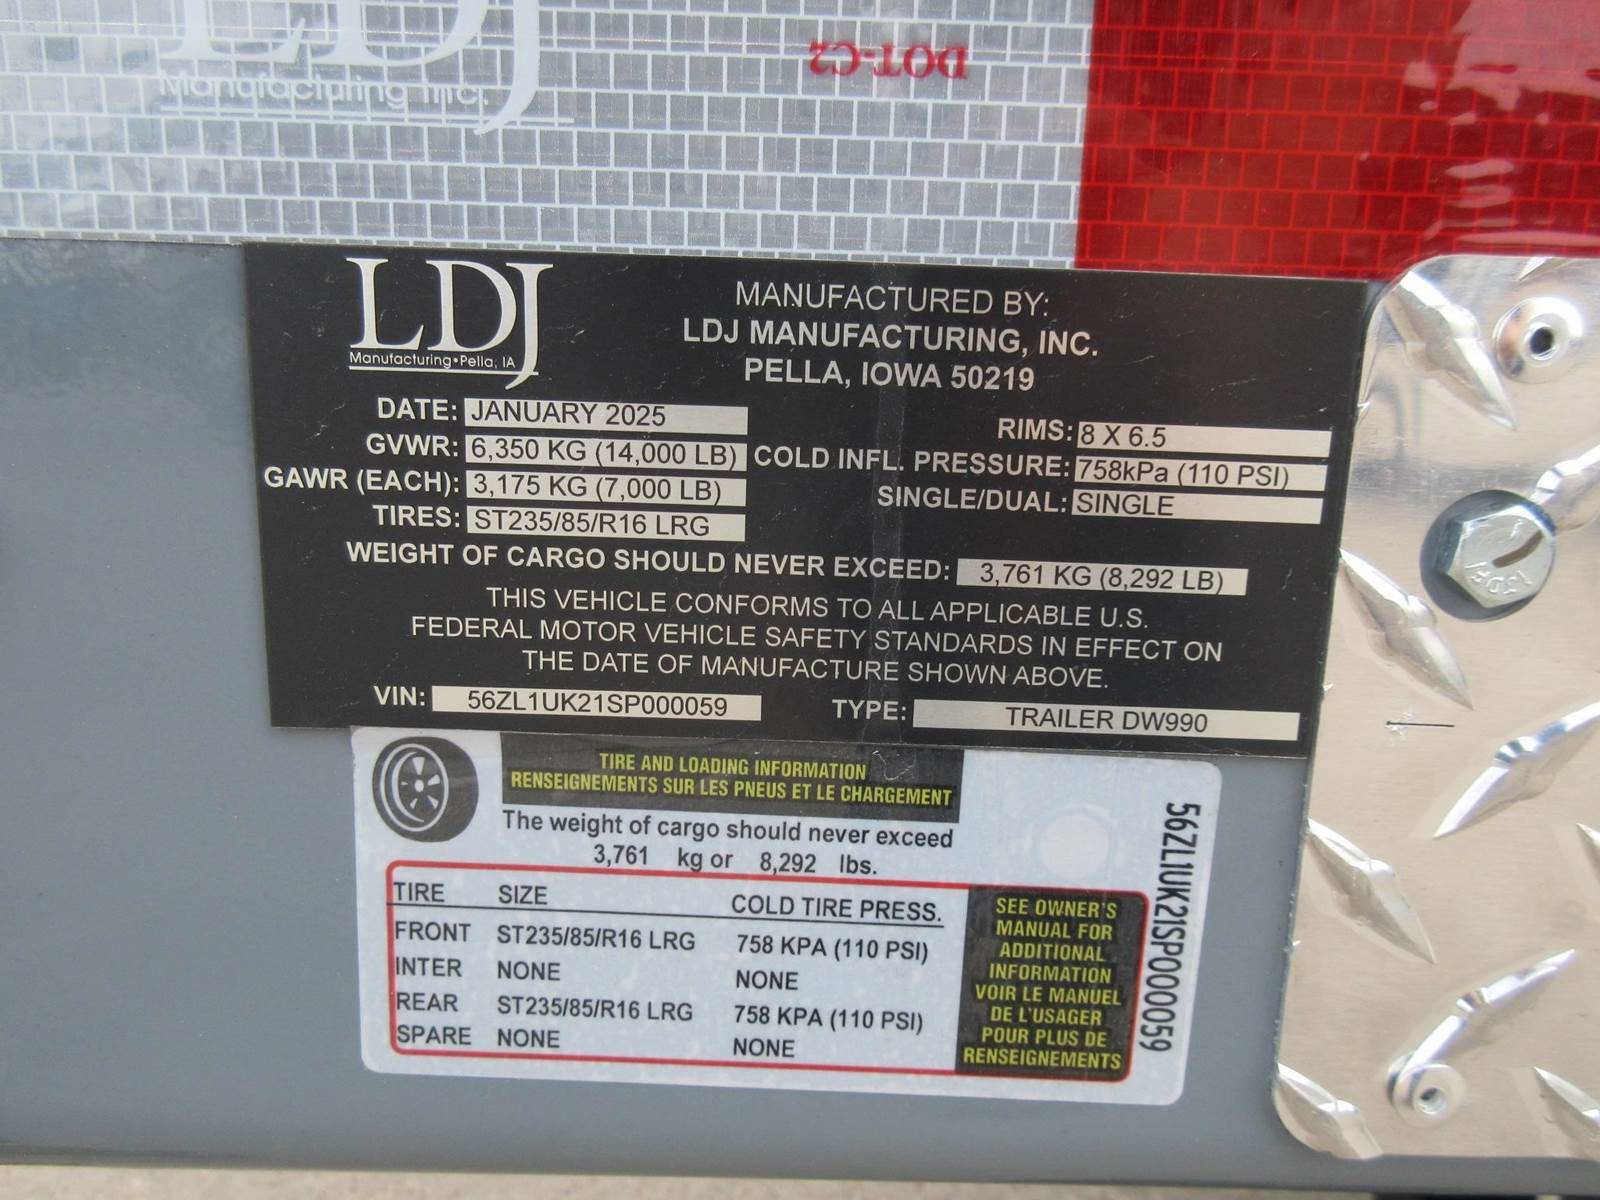 LDJ
Manufacturing Inc.
DOT-C2
LDJ
Manufacturing•Pella, IA
MANUFACTURED BY:
LDJ MANUFACTURING, INC.
PELLA, IOWA 50219
DATE: JANUARY 2025
GVWR: 6,350 KG (14,000 LB)
GAWR (EACH): 3,175 KG (7,000 LB)
TIRES: ST235/85/R16 LRG
RIMS: 8 X 6.5
COLD INFL. PRESSURE: 758kPa (110 PSI)
SINGLE/DUAL: SINGLE
WEIGHT OF CARGO SHOULD NEVER EXCEED: 3,761 KG (8,292 LB)
THIS VEHICLE CONFORMS TO ALL APPLICABLE U.S.
FEDERAL MOTOR VEHICLE SAFETY STANDARDS IN EFFECT ON
THE DATE OF MANUFACTURE SHOWN ABOVE.
VIN: 56ZL1UK21SP000059 TYPE: TRAILER DW990
TIRE AND LOADING INFORMATION
RENSEIGNEMENTS SUR LES PNEUS ET LE CHARGEMENT
The weight of cargo should never exceed
3,761 kg or 8,292 lbs.
TIRE SIZE COLD TIRE PRESS.
FRONT ST235/85/R16 LRG 758 KPA (110 PSI)
INTER NONE NONE
REAR ST235/85/R16 LRG 758 KPA (110 PSI)
SPARE NONE NONE
SEE OWNER'S
MANUAL FOR
ADDITIONAL
INFORMATION
VOIR LE MANUEL
DE L'USAGER
POUR PLUS DE
RENSEIGNEMENTS
56ZL1UK21SP000059